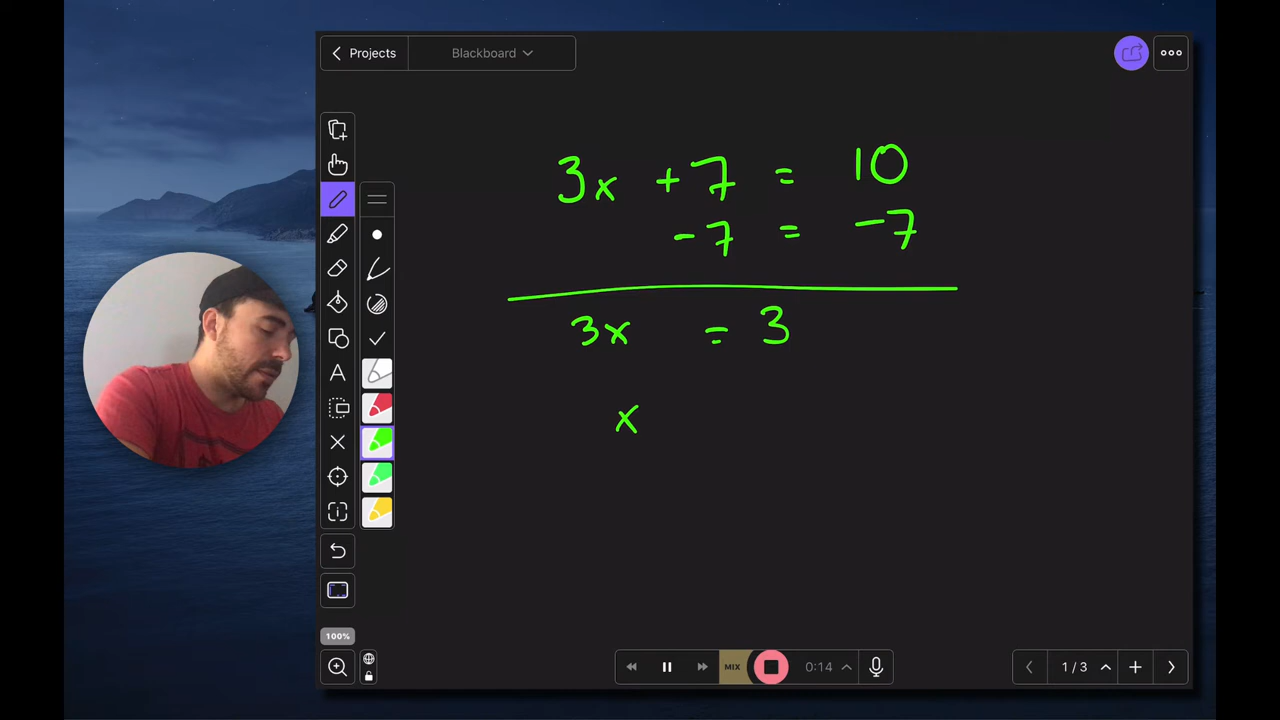 Projects
Blackboard
3x + 7 = 10
- 7 = - 7
3x = 3
x
A
100%
MIX
0:14
1 / 3